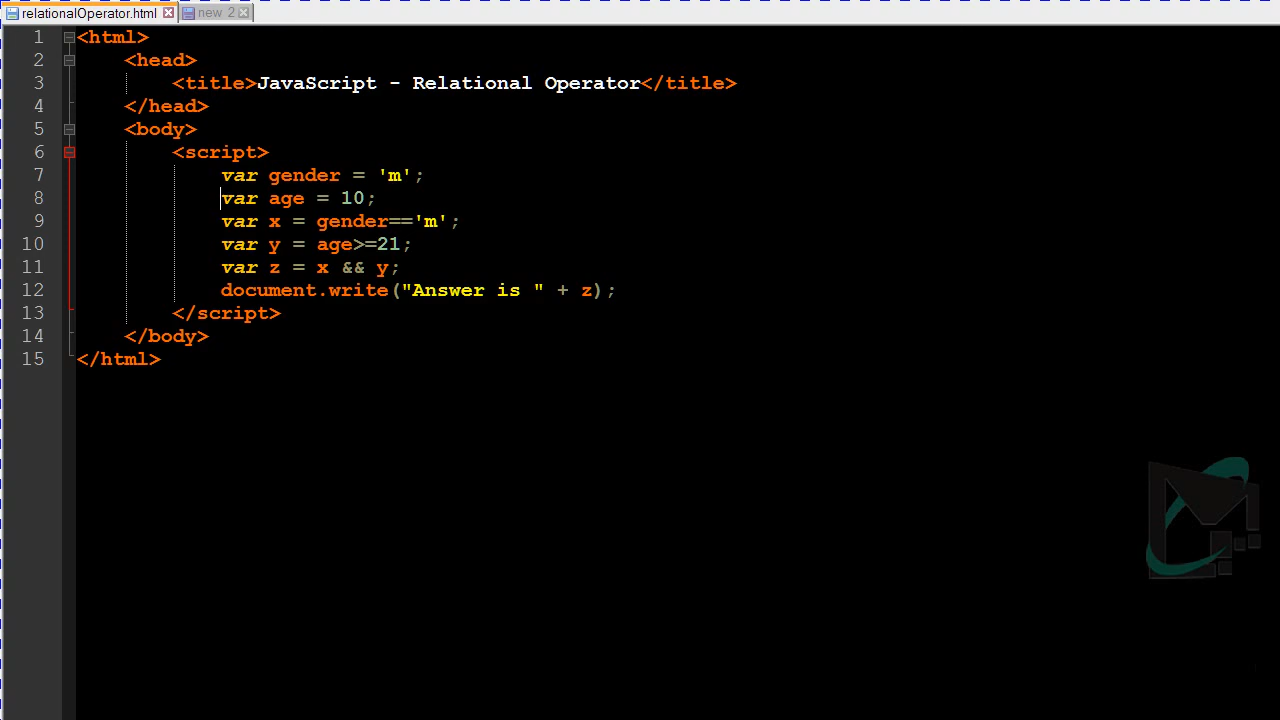 relationalOperator.html new 2
1 <html>
2 <head>
3 <title>JavaScript - Relational Operator</title>
4 </head>
5 <body>
6 <script>
7 var gender = 'm';
8 var age = 10;
9 var x = gender=='m';
10 var y = age>=21;
11 var z = x && y;
12 document.write("Answer is " + z);
13 </script>
14 </body>
15 </html>